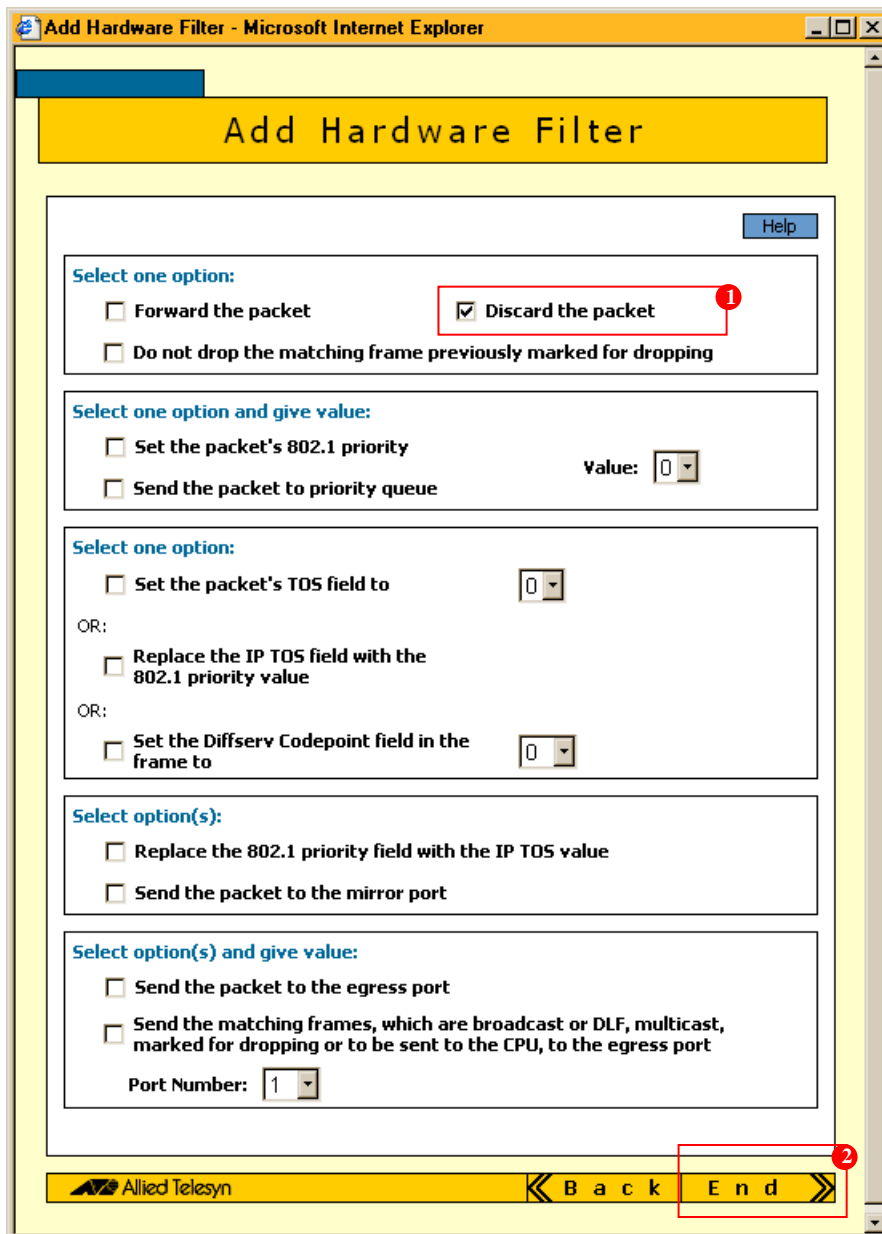 Add Hardware Filter - Microsoft Internet Explorer
Add Hardware Filter
Help
Select one option:
Forward the packet
Discard the packet
1
Do not drop the matching frame previously marked for dropping
Select one option and give value:
Set the packet's 802.1 priority
Send the packet to priority queue
Value: 0
Select one option:
Set the packet's TOS field to 0
OR:
Replace the IP TOS field with the
802.1 priority value
OR:
Set the Diffserv Codepoint field in the
frame to
0
Select option(s):
Replace the 802.1 priority field with the IP TOS value
Send the packet to the mirror port
Select option(s) and give value:
Send the packet to the egress port
Send the matching frames, which are broadcast or DLF, multicast,
marked for dropping or to be sent to the CPU, to the egress port
Port Number: 1
2
Allied Telesyn
Back
End